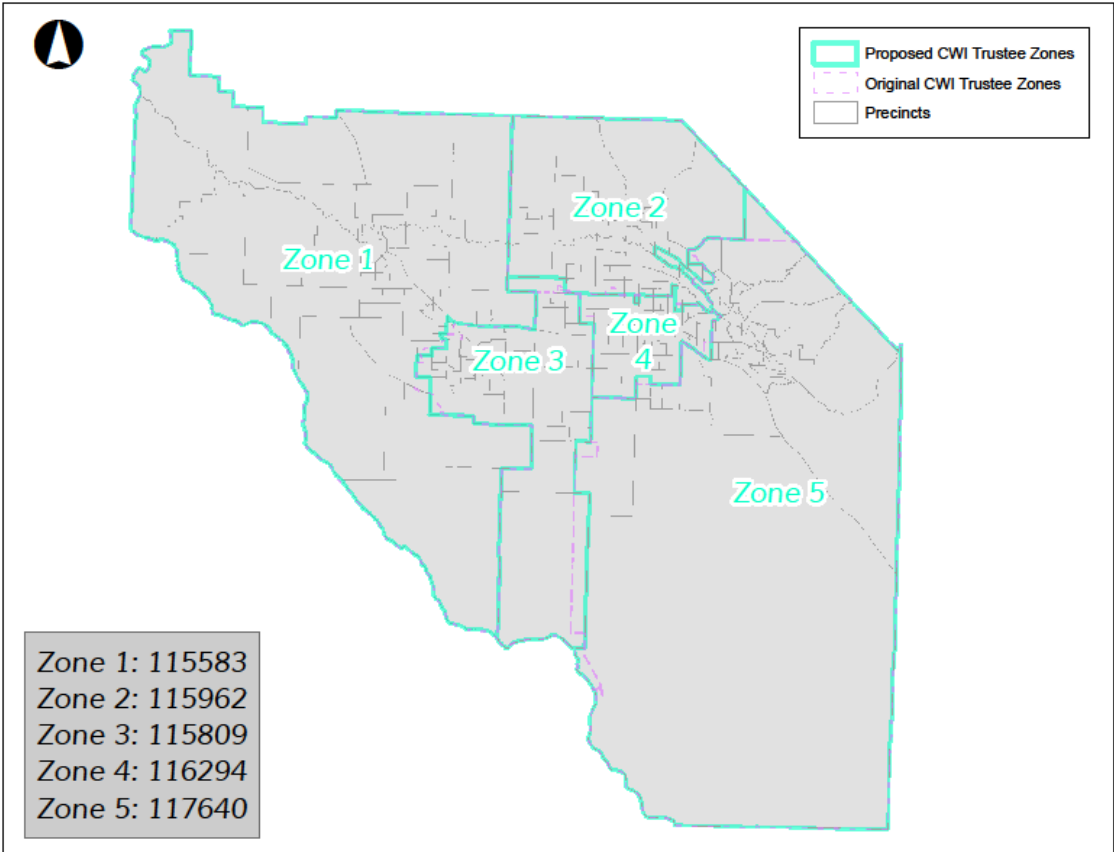 Proposed CWI Trustee Zones
Original CWI Trustee Zones
Precincts
Zone 2
Zone 1
Zone
4
Zone 3
Zone 5
Zone 1: 115583
Zone 2: 115962
Zone 3: 115809
Zone 4: 116294
Zone 5: 117640